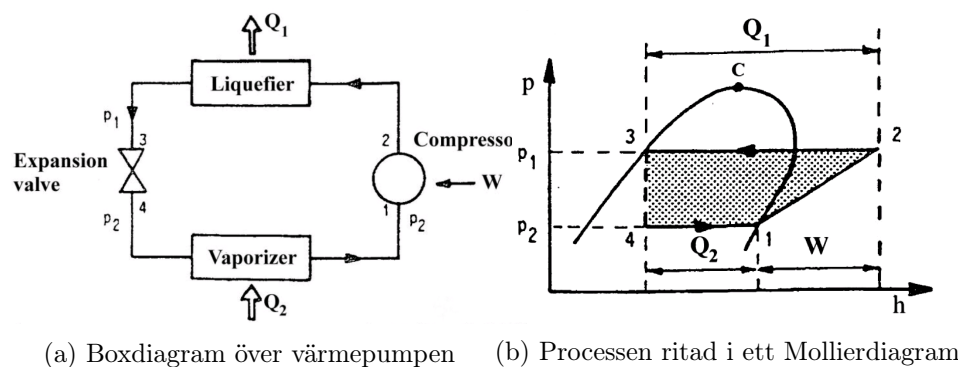 Q1
Liquefier
p1
3
2
Compresso
Expansion
valve
W
4
1
p2
p2
Vaporizer
Q2
(a) Boxdiagram över värmepumpen
Q1
C
p
3
2
p1
p2
4
Q2
1
W
h
(b) Processen ritad i ett Mollierdiagram